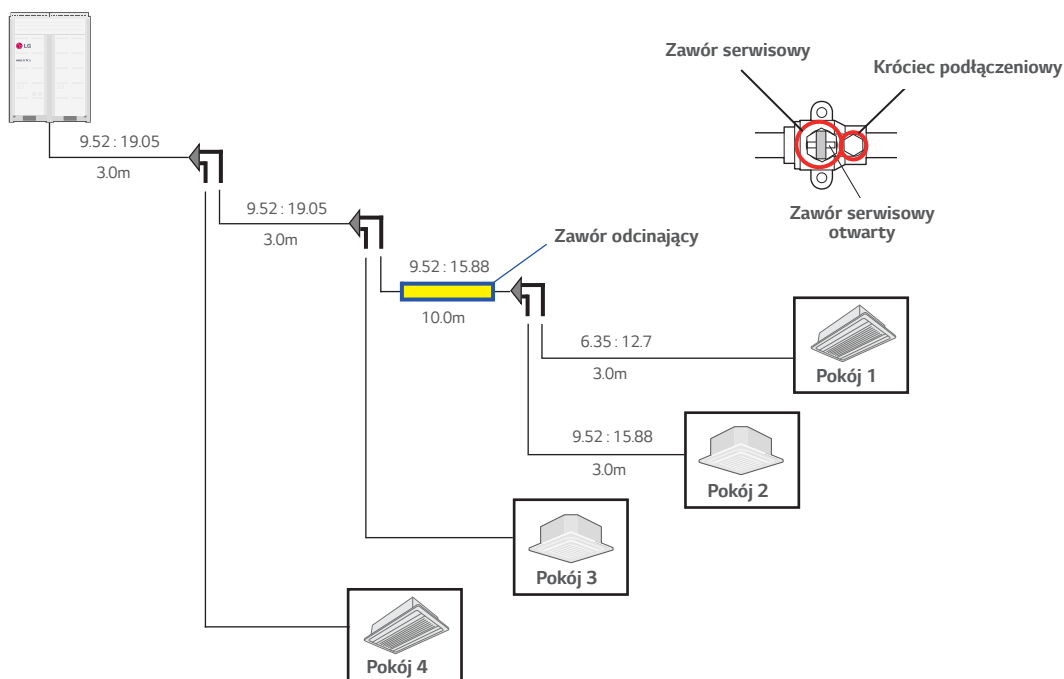 LG
Zawór serwisowy
Króciec podłączeniowy
9.52 : 19.05
3.0m
Zawór serwisowy
otwarty
9.52 : 19.05
3.0m
Zawór odcinający
9.52 : 15.88
10.0m
6.35 : 12.7
3.0m
Pokój 1
9.52 : 15.88
3.0m
Pokój 2
Pokój 3
Pokój 4